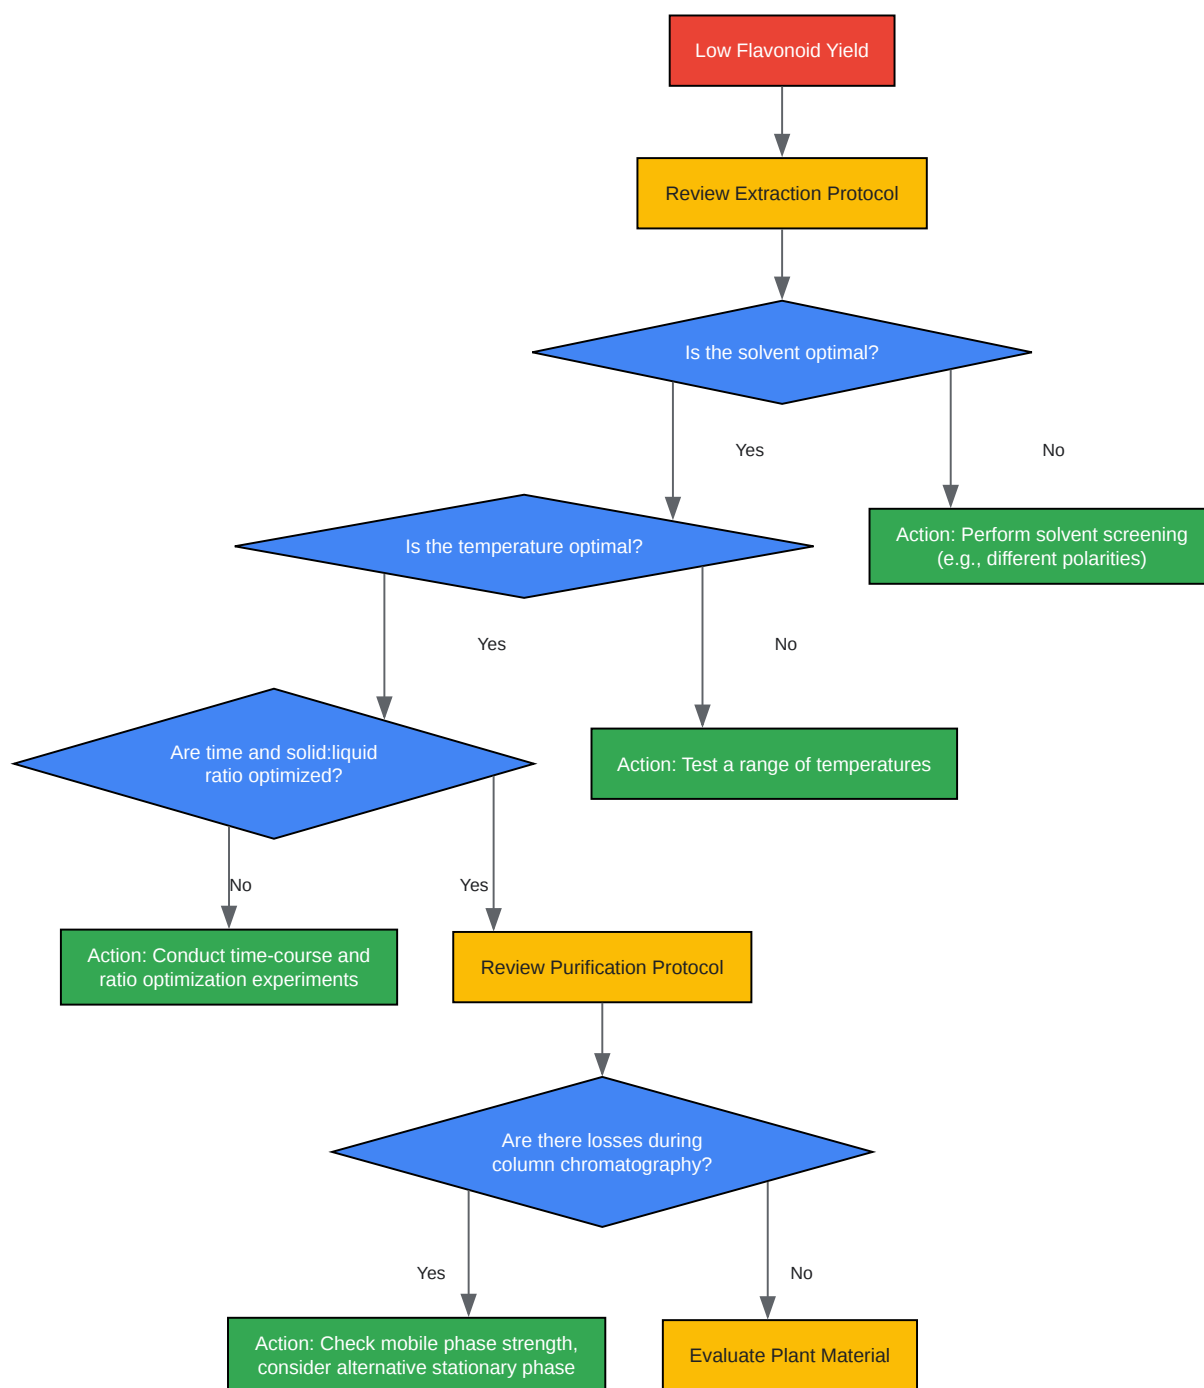 Low Flavonoid Yield
Review Extraction Protocol
Is the solvent optimal?
Yes
No
Action: Perform solvent screening
(e.g., different polarities)
Is the temperature optimal?
Yes
No
Are time and solid:liquid
ratio optimized?
Action: Test a range of temperatures
No
Yes
Action: Conduct time-course and
ratio optimization experiments
Review Purification Protocol
Are there losses during
column chromatography?
Yes
No
Action: Check mobile phase strength,
consider alternative stationary phase
Evaluate Plant Material